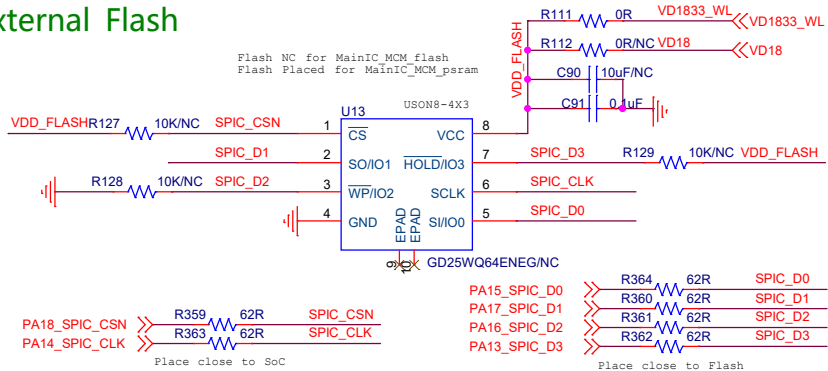 xternal Flash
R111 0R VD1833_WL VD1833_WL
R112 0R/NC VD18 VD18
VDD_FLASH
C90 10uF/NC
C91 0.1uF
Flash NC for MainIC_MCM_flash
Flash Placed for MainIC_MCM_psram
U13 USON8-4X3
VDD_FLASH R127 10K/NC SPIC_CSN 1 CS VCC 8
SPIC_D1 2 SO/IO1 HOLD/IO3 7 SPIC_D3 R129 10K/NC VDD_FLASH
R128 10K/NC SPIC_D2 3 WP/IO2 SCLK 6 SPIC_CLK
4 GND SI/IO0 5 SPIC_D0
EPAD EPAD
9 10 GD25WQ64ENEG/NC
PA18_SPIC_CSN R359 62R SPIC_CSN
PA14_SPIC_CLK R363 62R SPIC_CLK
Place close to SoC
PA15_SPIC_D0 R364 62R SPIC_D0
PA17_SPIC_D1 R360 62R SPIC_D1
PA16_SPIC_D2 R361 62R SPIC_D2
PA13_SPIC_D3 R362 62R SPIC_D3
Place close to Flash